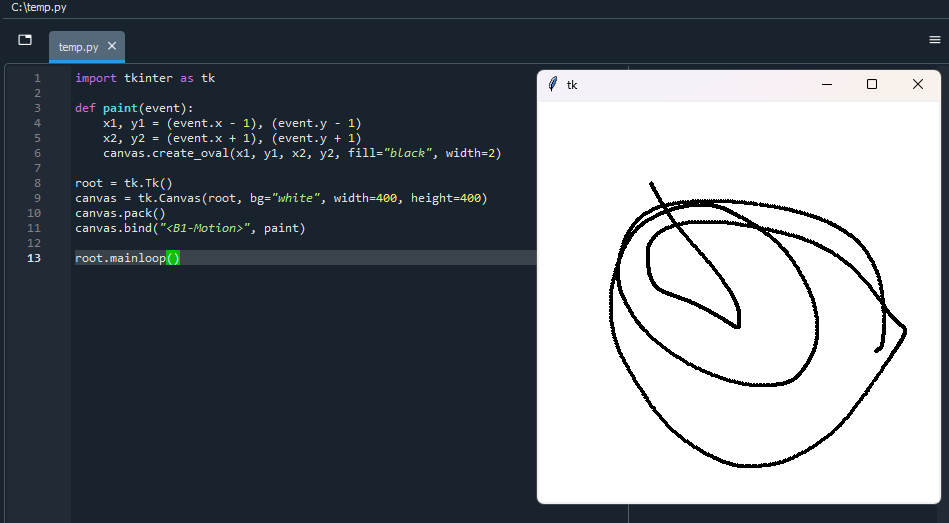 C:\temp.py
temp.py
1 import tkinter as tk
2
3 def paint(event):
4     x1, y1 = (event.x - 1), (event.y - 1)
5     x2, y2 = (event.x + 1), (event.y + 1)
6     canvas.create_oval(x1, y1, x2, y2, fill="black", width=2)
7
8 root = tk.Tk()
9 canvas = tk.Canvas(root, bg="white", width=400, height=400)
10 canvas.pack()
11 canvas.bind("<B1-Motion>", paint)
12
13 root.mainloop()
tk